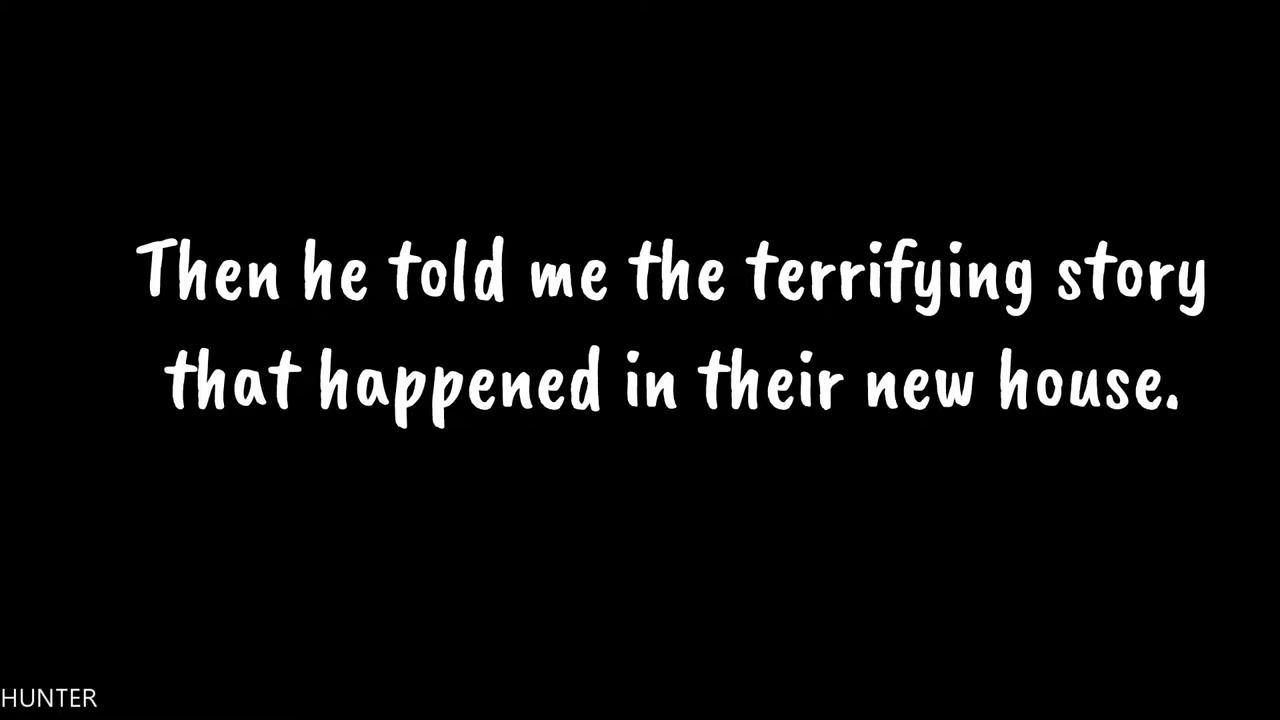 Then he told me the terrifying story
that happened in their new house.
HUNTER